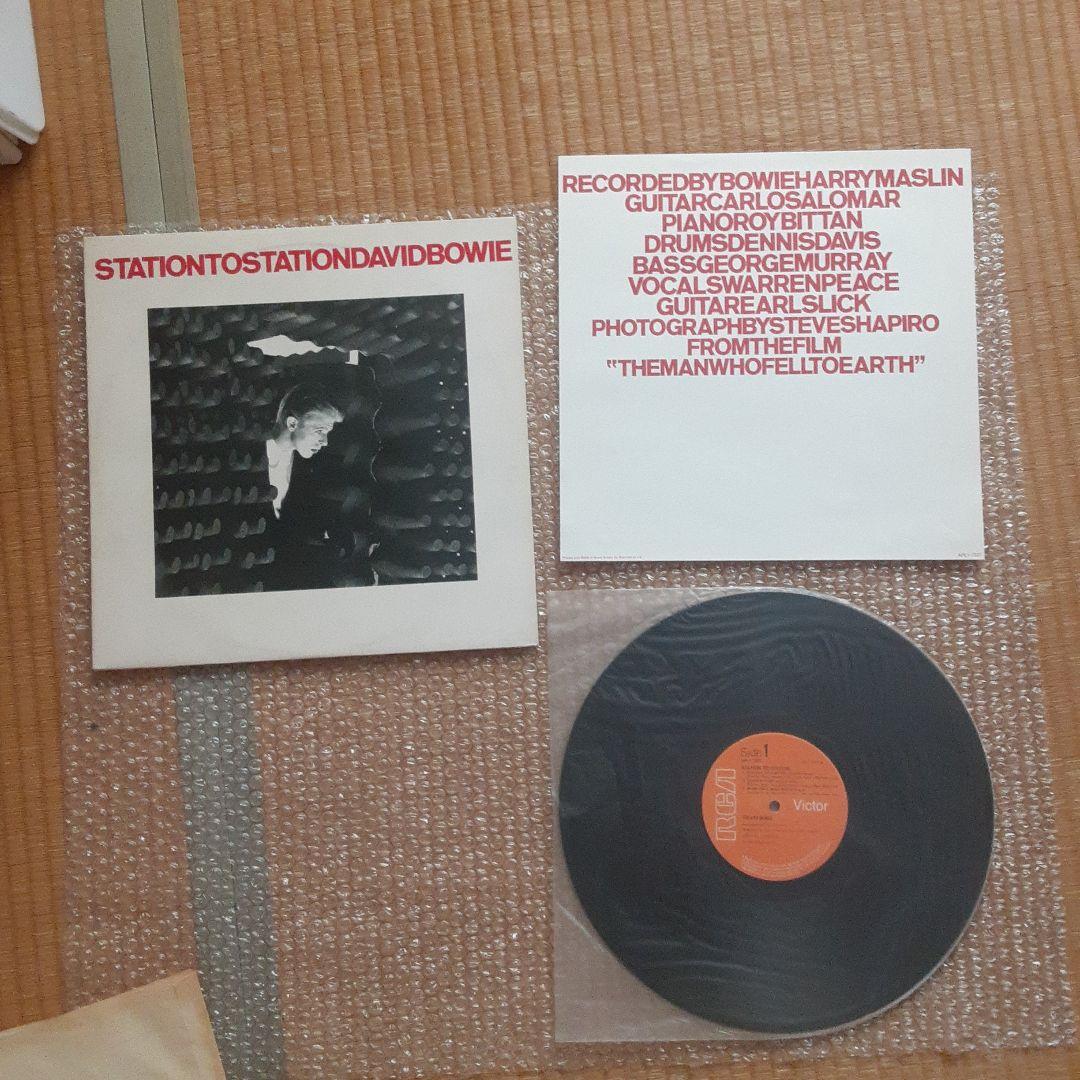 STATIONTOSTATIONDAVIDBOWIE
RECORDEDBYBOWIEHARRYMASLIN
GUITARCARLOSALOMAR
PIANOROYBITTAN
DRUMSDENNISDAVIS
BASSGEORGEMURRAY
VOCALSWARRENPEACE
GUITAREARLSLICK
PHOTOGRAPHBYSTEVESHAPIRO
FROMTHEFILM
“THEMANWHOFELLTOEARTH”
Side 1
RCA
Victor